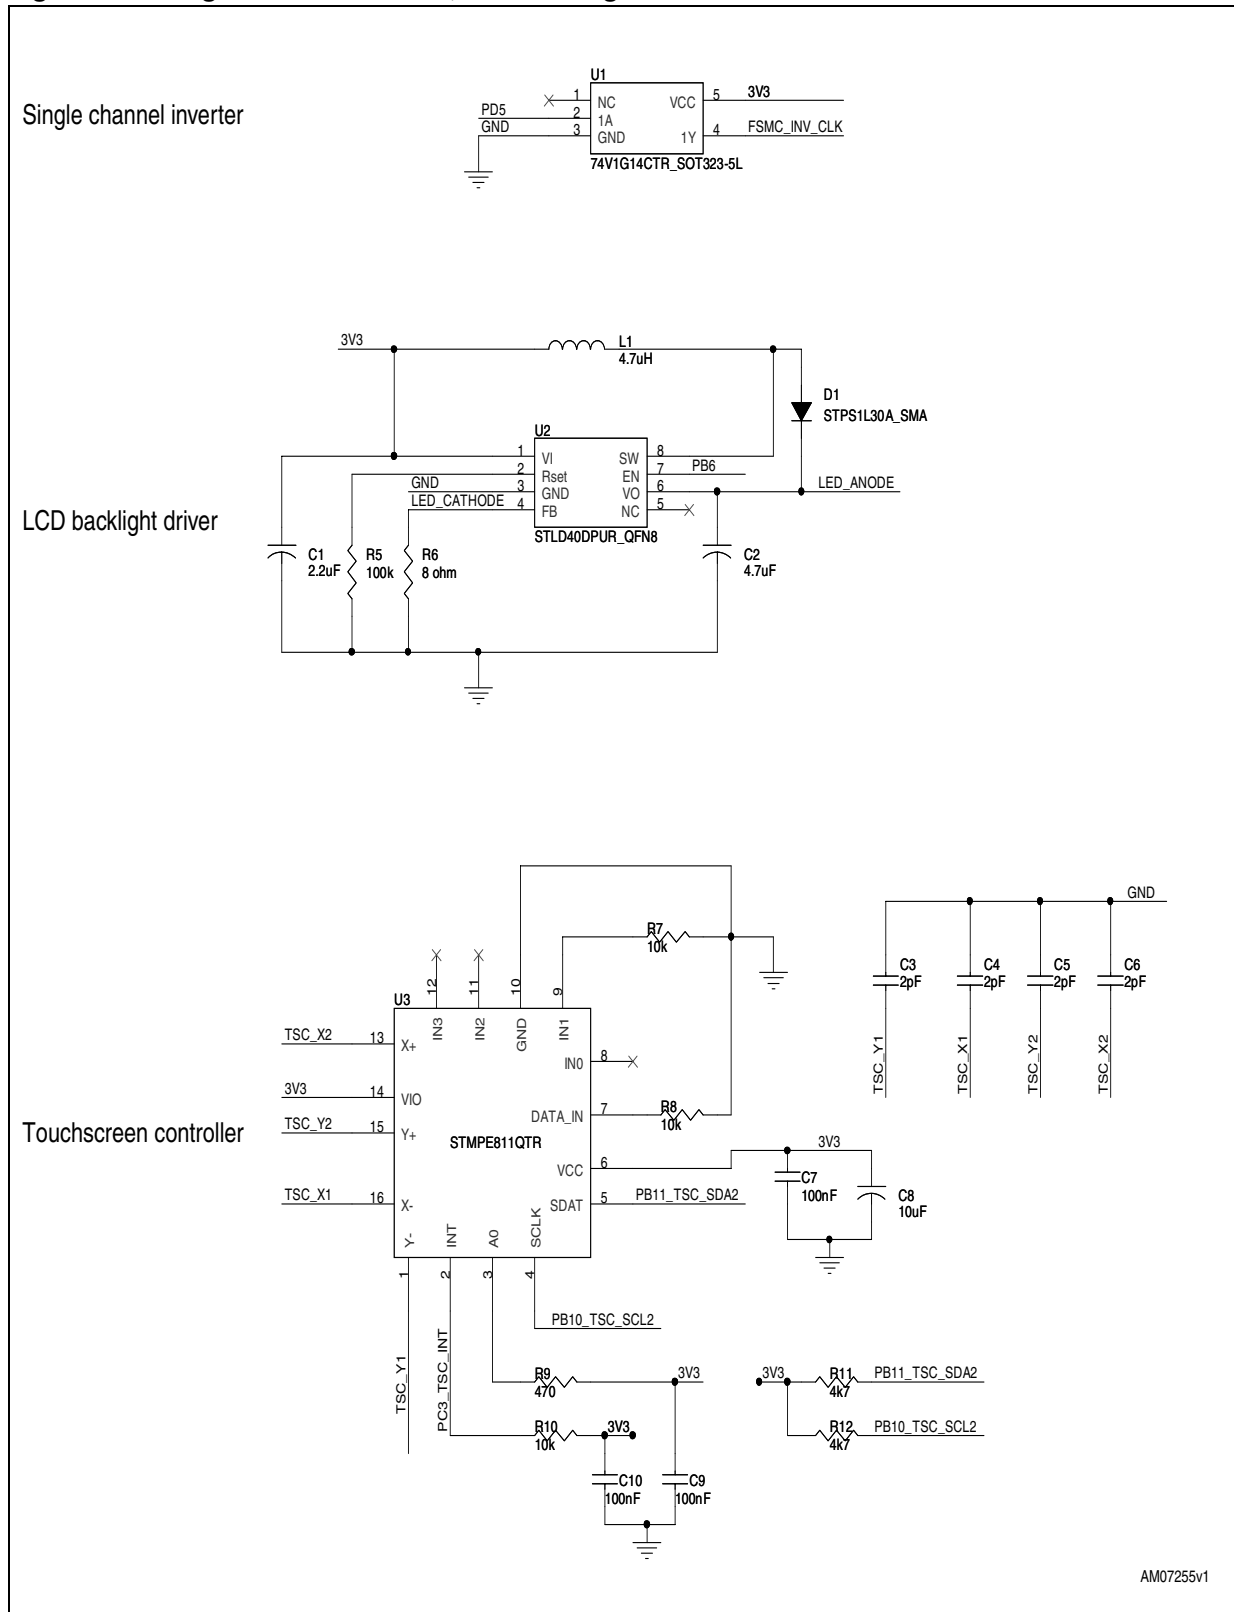 Single channel inverter
U1
1 NC VCC 5 3V3
PD5 2 1A
GND 3 GND 1Y 4 FSMC_INV_CLK
74V1G14CTR_SOT323-5L
3V3
L1
4.7uH
D1
STPS1L30A_SMA
LCD backlight driver
U2
1 VI SW 8
2 Rset EN 7 PB6
GND 3 GND VO 6 LED_ANODE
LED_CATHODE 4 FB NC 5
STLD40DPUR_QFN8
C1
2.2uF
R5
100k
R6
8 ohm
C2
4.7uF
Touchscreen controller
U3
STMPE811QTR
12 IN3
11 IN2
10 GND
9 IN1
R7
10k
IN0 8
DATA_IN 7
R8
10k
VCC 6
3V3
C7
100nF
C8
10uF
SDAT 5 PB11_TSC_SDA2
TSC_X2 13 X+
3V3 14 VIO
TSC_Y2 15 Y+
TSC_X1 16 X-
Y- 1 TSC_Y1
INT 2 PC3_TSC_INT
A0 3
SCLK 4 PB10_TSC_SCL2
R9
470
3V3
R10
10k
3V3
C10
100nF
C9
100nF
GND
C3
2pF
C4
2pF
C5
2pF
C6
2pF
TSC_Y1
TSC_X1
TSC_Y2
TSC_X2
3V3
R11
4k7
PB11_TSC_SDA2
R12
4k7
PB10_TSC_SCL2
AM07255v1